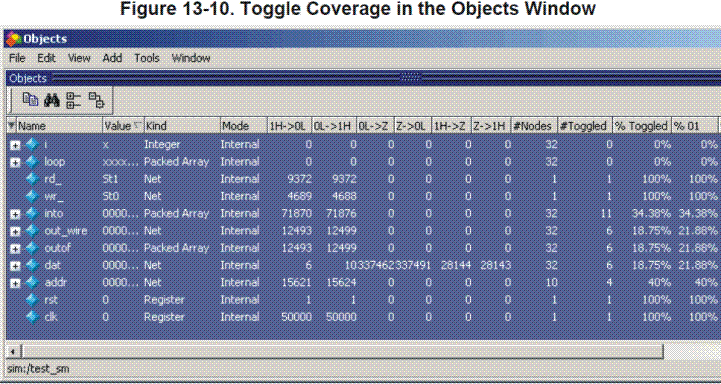 Figure 13-10. Toggle Coverage in the Objects Window
Objects
File Edit View Add Tools Window
Objects
Name Value Kind Mode 1H->0L 0L->1H 0L->Z Z->0L 1H->Z Z->1H #Nodes #Toggled % Toggled % 01
i x Integer Internal 0 0 0 0 0 0 32 0 0% 0%
loop xxxx... Packed Array Internal 0 0 0 0 0 0 32 0 0% 0%
rd_ St1 Net Internal 9372 9372 0 0 0 0 1 1 100% 100%
wr_ St0 Net Internal 4689 4688 0 0 0 0 1 1 100% 100%
into 0000... Packed Array Internal 71870 71876 0 0 0 0 32 11 34.38% 34.38%
out_wire 0000... Net Internal 12493 12499 0 0 0 0 32 6 18.75% 21.88%
outof 0000... Packed Array Internal 12493 12499 0 0 0 0 32 6 18.75% 21.88%
dat 0000... Net Internal 6 10 337462 337491 28144 28143 32 6 18.75% 21.88%
addr 0000... Net Internal 15621 15624 0 0 0 0 10 4 40% 40%
rst 0 Register Internal 1 1 0 0 0 0 1 1 100% 100%
clk 0 Register Internal 50000 50000 0 0 0 0 1 1 100% 100%
sim:/test_sm